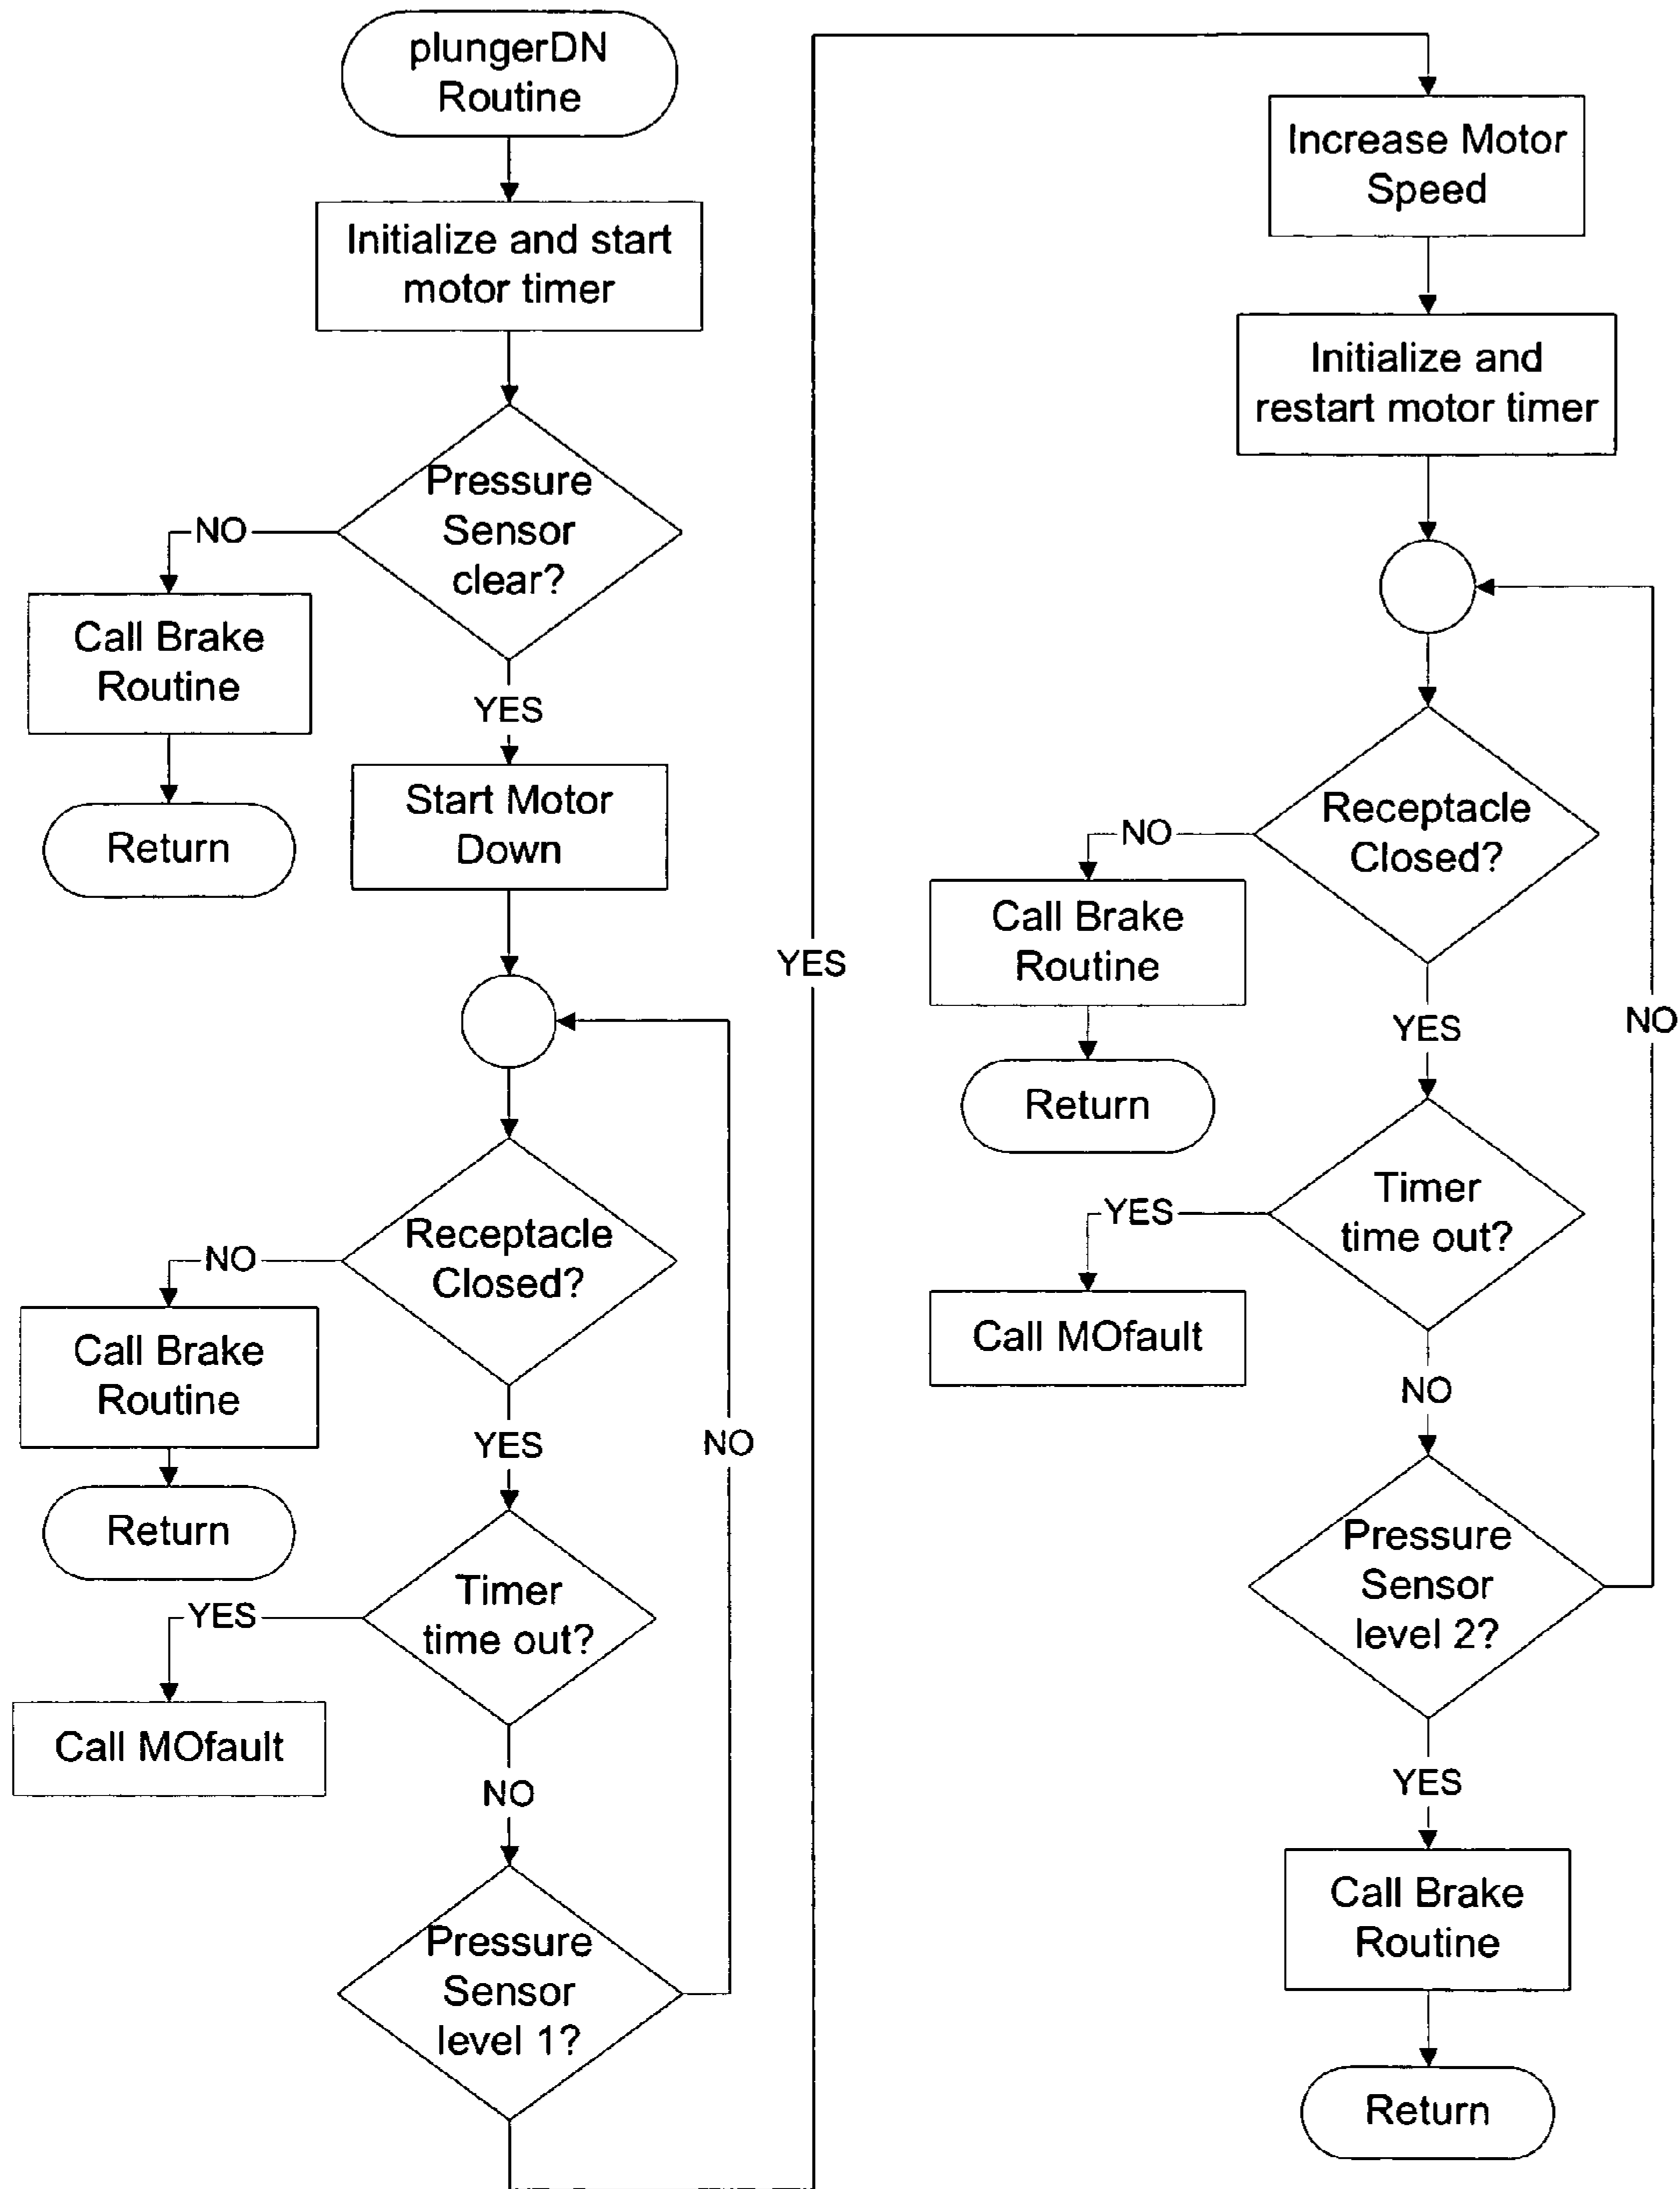 plungerDN
Routine
Initialize and start
motor timer
Pressure
Sensor
clear?
NO
Call Brake
Routine
Return
YES
Start Motor
Down
Receptacle
Closed?
NO
Call Brake
Routine
Return
YES
Timer
time out?
YES
Call MOfault
NO
Pressure
Sensor
level 1?
NO
YES
Increase Motor
Speed
Initialize and
restart motor timer
Receptacle
Closed?
NO
Call Brake
Routine
Return
YES
Timer
time out?
YES
Call MOfault
NO
Pressure
Sensor
level 2?
NO
YES
Call Brake
Routine
Return